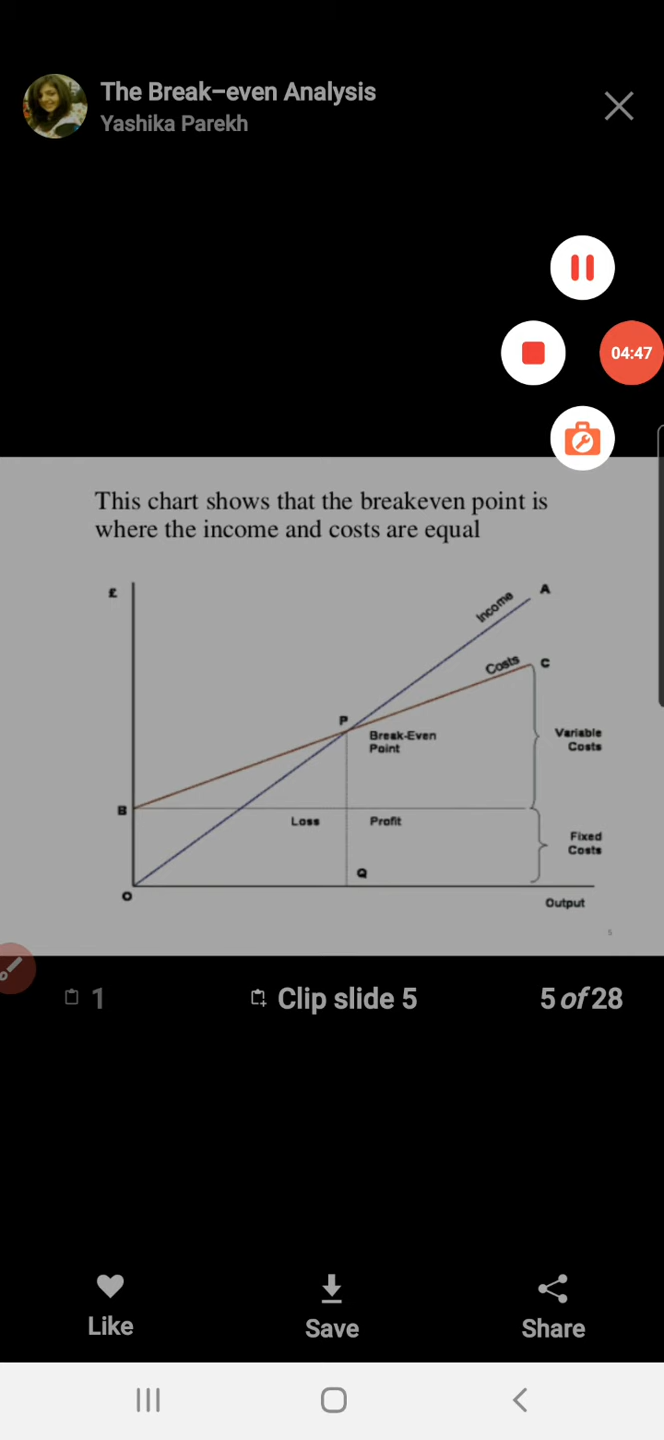 The Break-even Analysis
Yashika Parekh
04:47
This chart shows that the breakeven point is
where the income and costs are equal
£
A
Income
Costs
C
P
Break-Even
Point
Variable
Costs
B
Loss
Profit
Fixed
Costs
Q
O
Output
1
Clip slide 5
5 of 28
Like
Save
Share